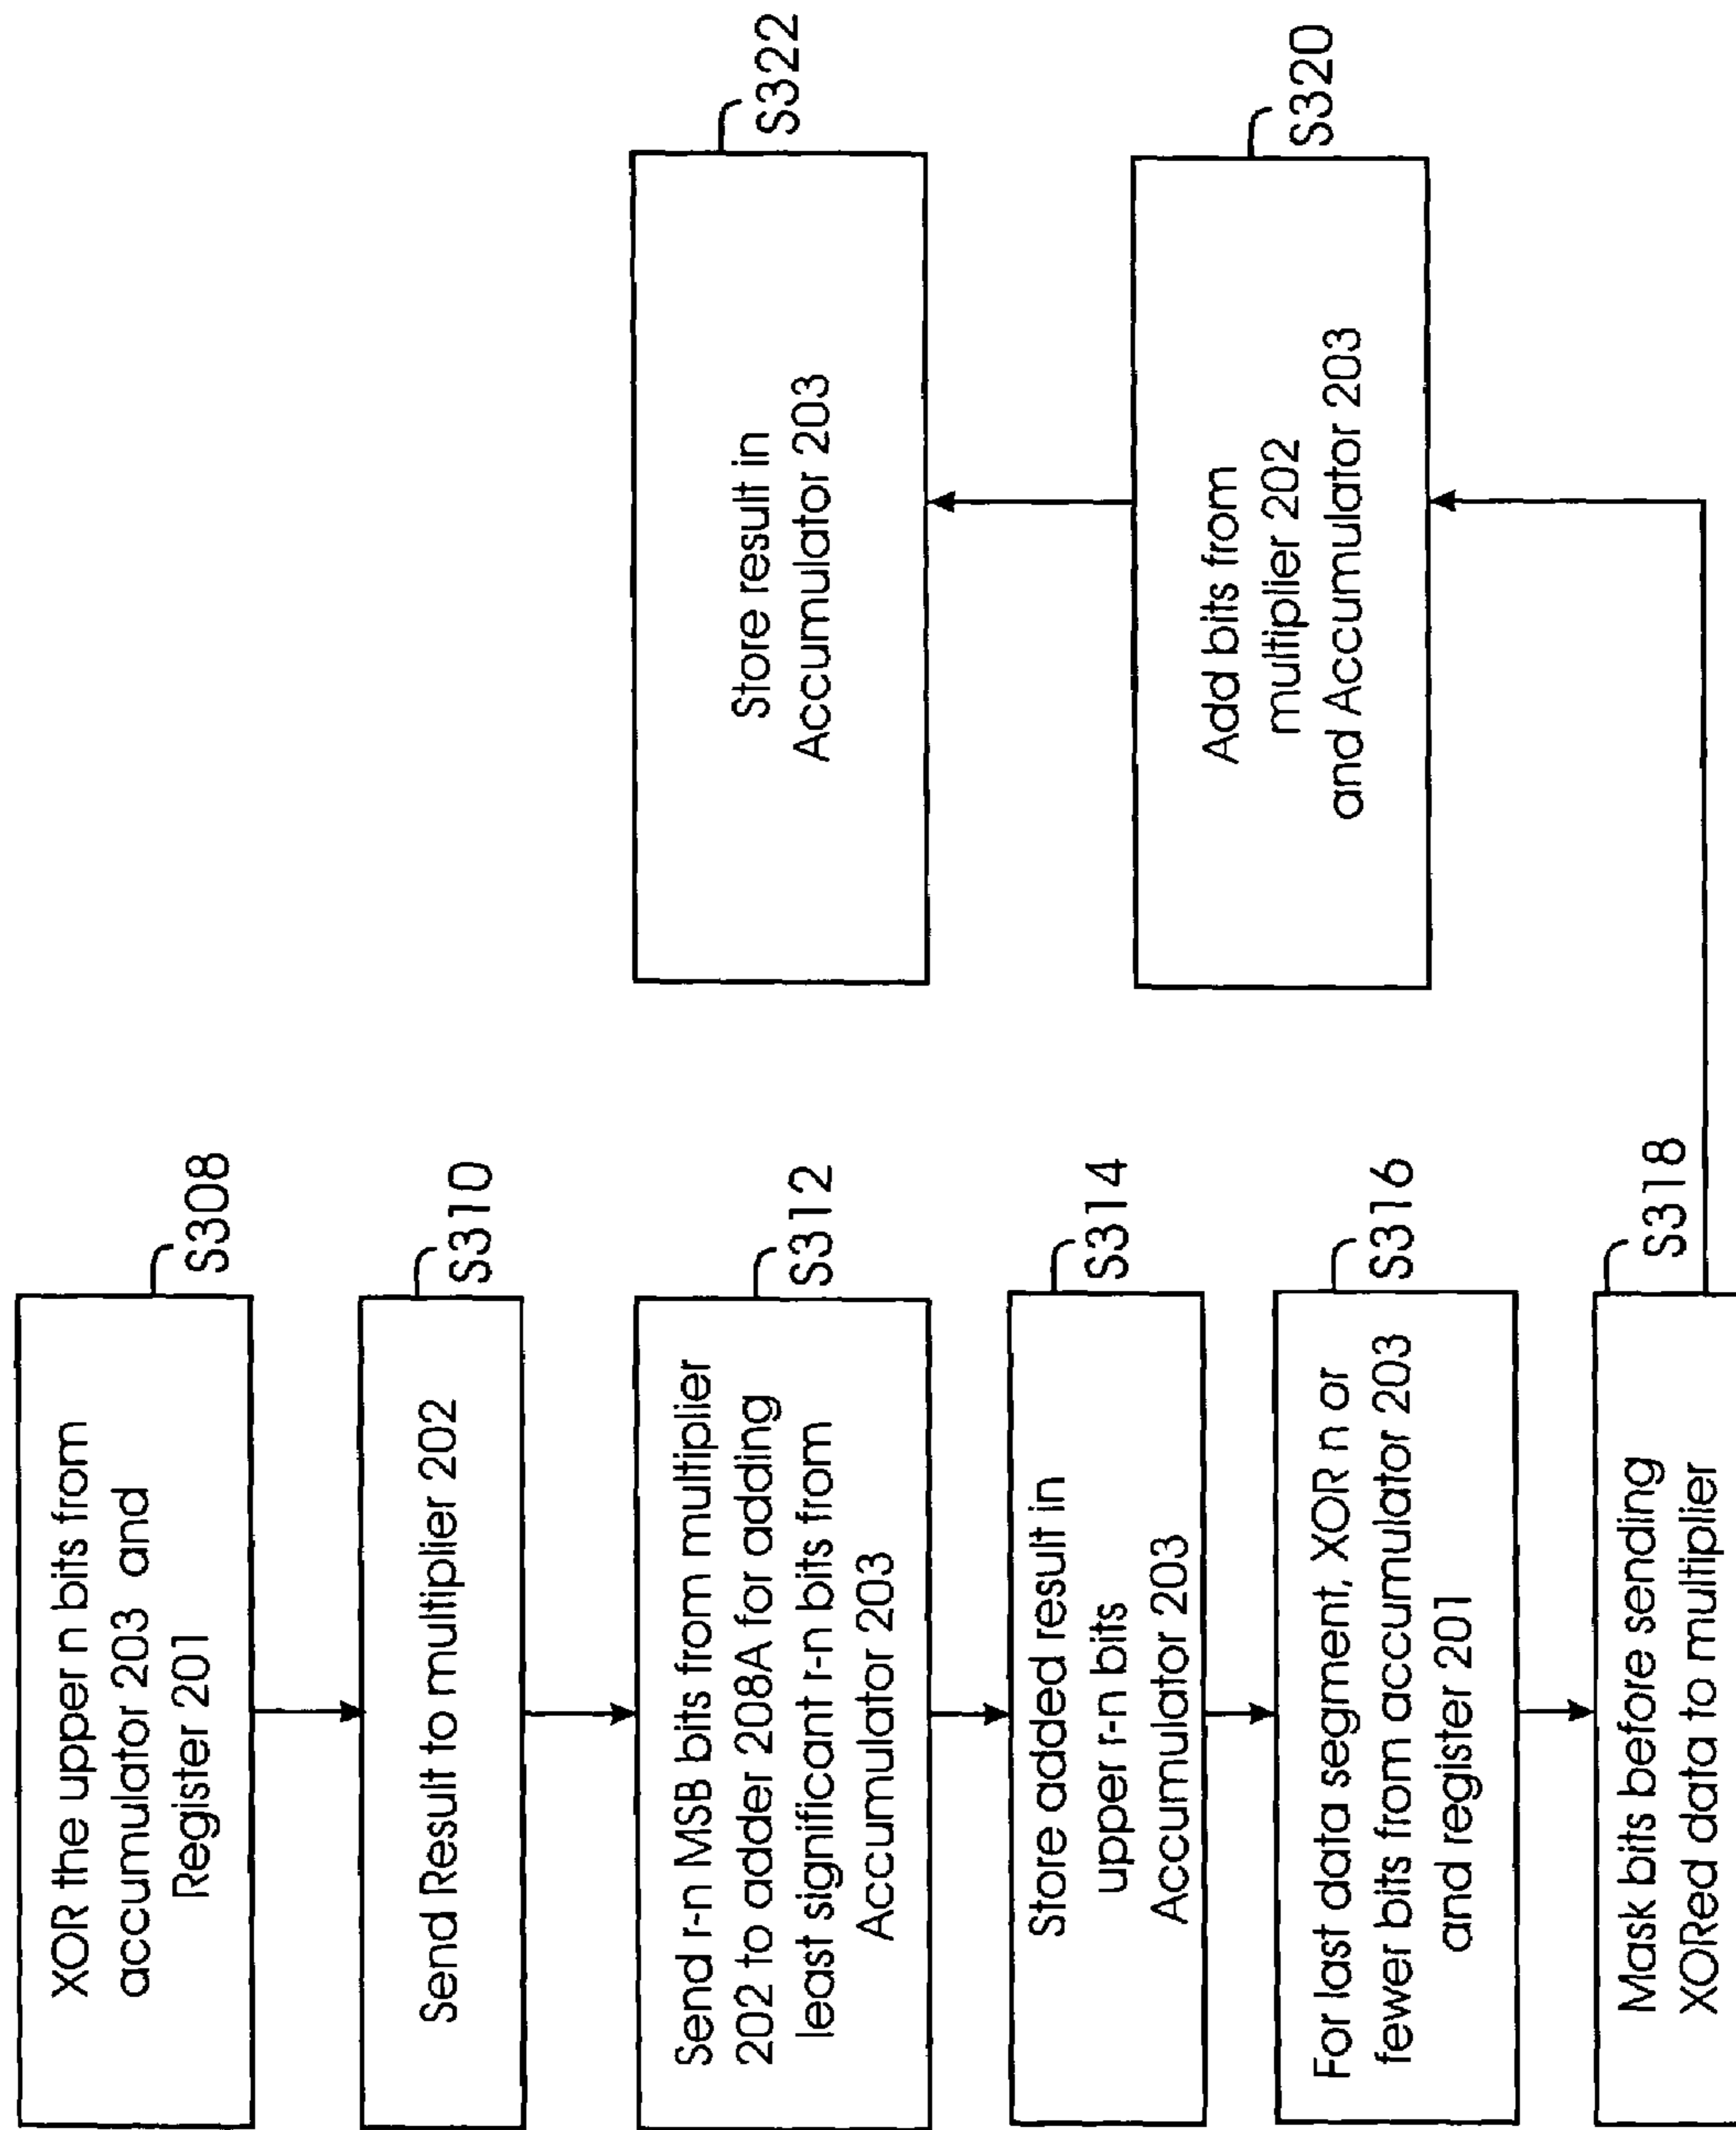 XOR the upper n bits from
accumulator 203 and
Register 201
S308
Send Result to multiplier 202
S310
Send r-n MSB bits from multiplier
202 to adder 208A for adding
least significant r-n bits from
Accumulator 203
S312
Store added result in
upper r-n bits
Accumulator 203
S314
For last data segment, XOR n or
fewer bits from accumulator 203
and register 201
S316
Mask bits before sending
XORed data to multiplier
S318
Add bits from
multiplier 202
and Accumulator 203
S320
Store result in
Accumulator 203
S322